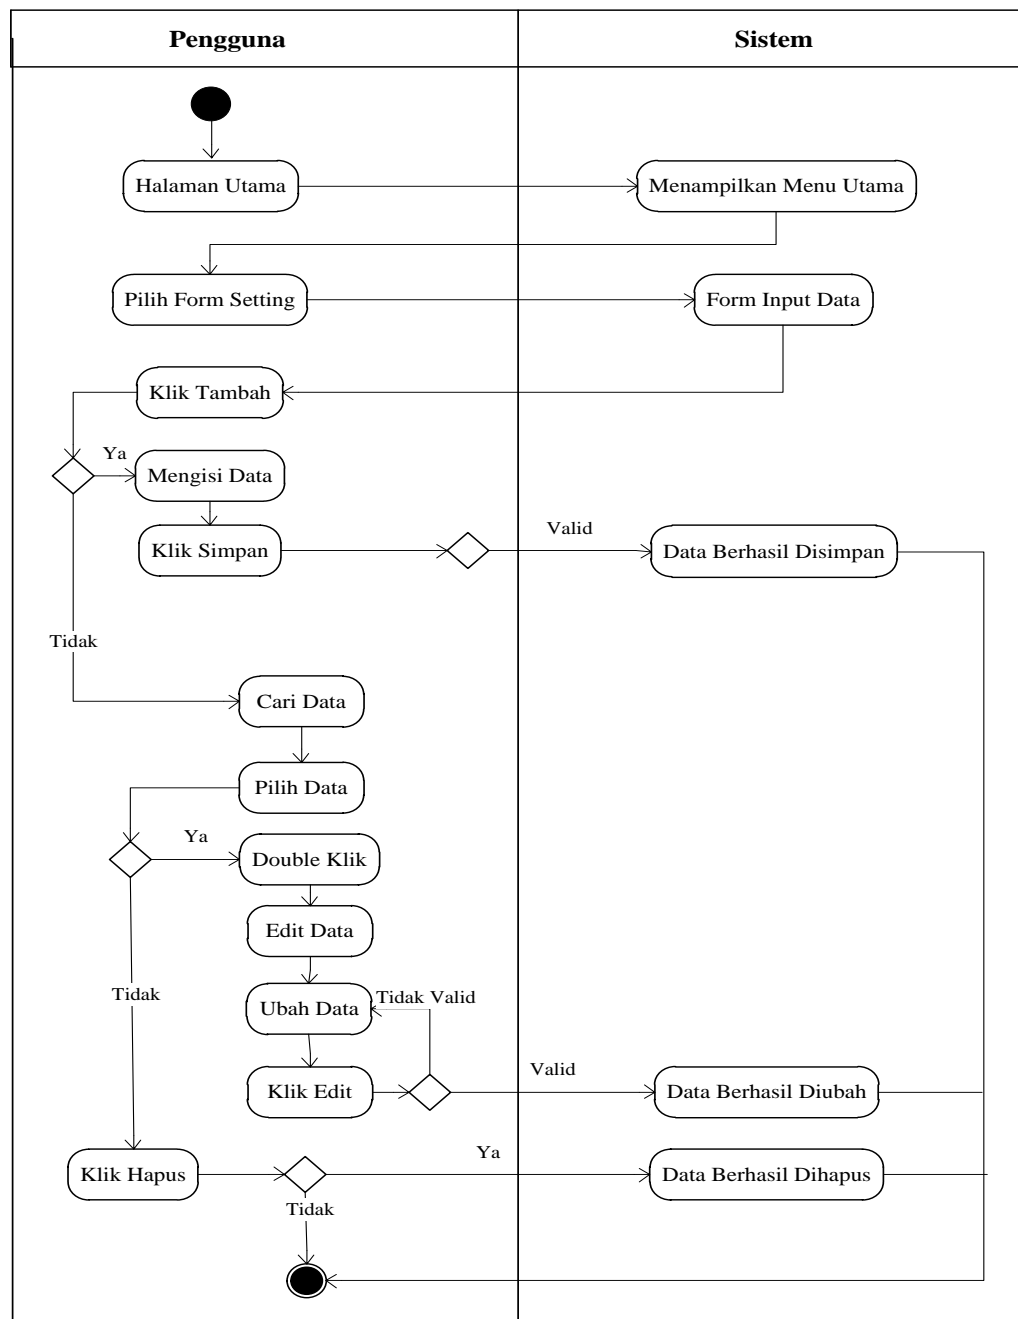 Pengguna
Sistem
Halaman Utama
Menampilkan Menu Utama
Pilih Form Setting
Form Input Data
Klik Tambah
Ya
Mengisi Data
Klik Simpan
Valid
Data Berhasil Disimpan
Tidak
Cari Data
Pilih Data
Ya
Double Klik
Edit Data
Tidak
Ubah Data
Tidak Valid
Klik Edit
Valid
Data Berhasil Diubah
Klik Hapus
Ya
Data Berhasil Dihapus
Tidak